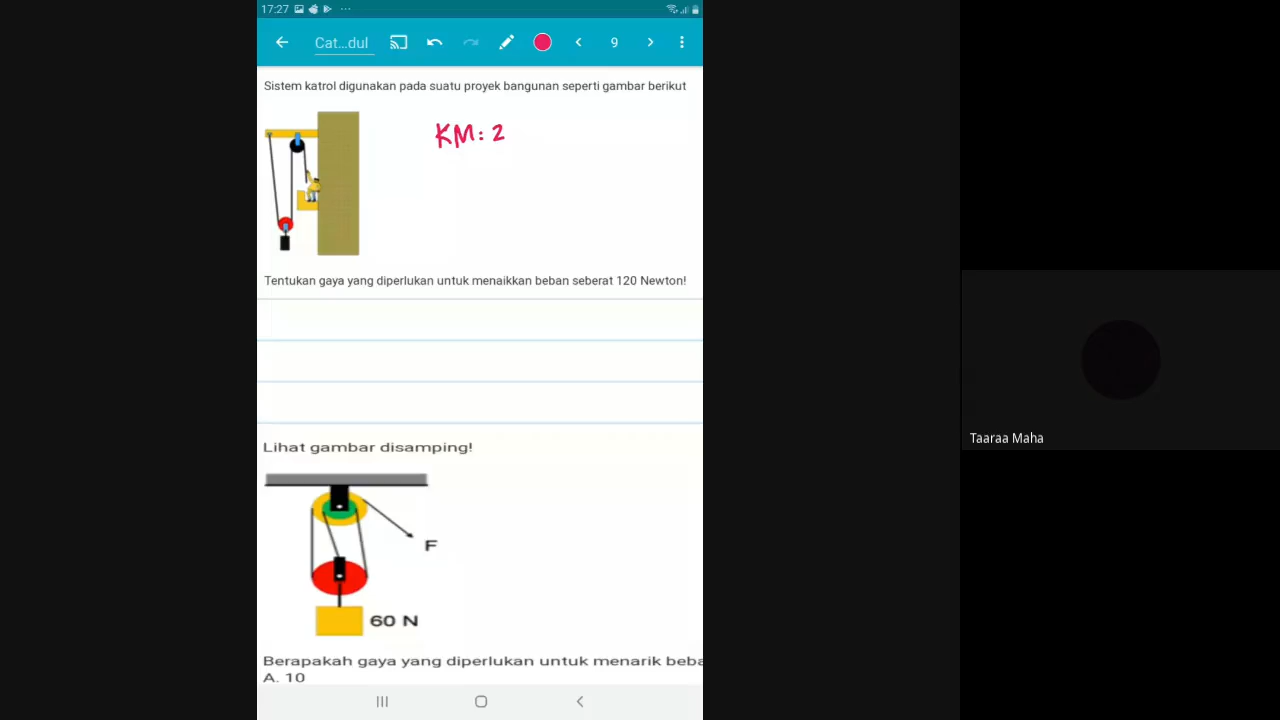 17:27
Cat...dul
9
Sistem katrol digunakan pada suatu proyek bangunan seperti gambar berikut
KM: 2
Tentukan gaya yang diperlukan untuk menaikkan beban seberat 120 Newton!
Lihat gambar disamping!
F
60 N
Berapakah gaya yang diperlukan untuk menarik beba
A. 10
Taaraa Maha